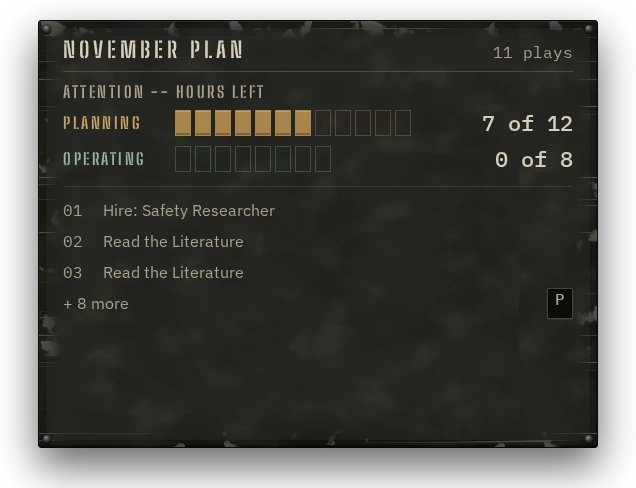 NOVEMBER PLAN 11 plays
ATTENTION -- HOURS LEFT
PLANNING 7 of 12
OPERATING 0 of 8
01 Hire: Safety Researcher
02 Read the Literature
03 Read the Literature
+ 8 more P